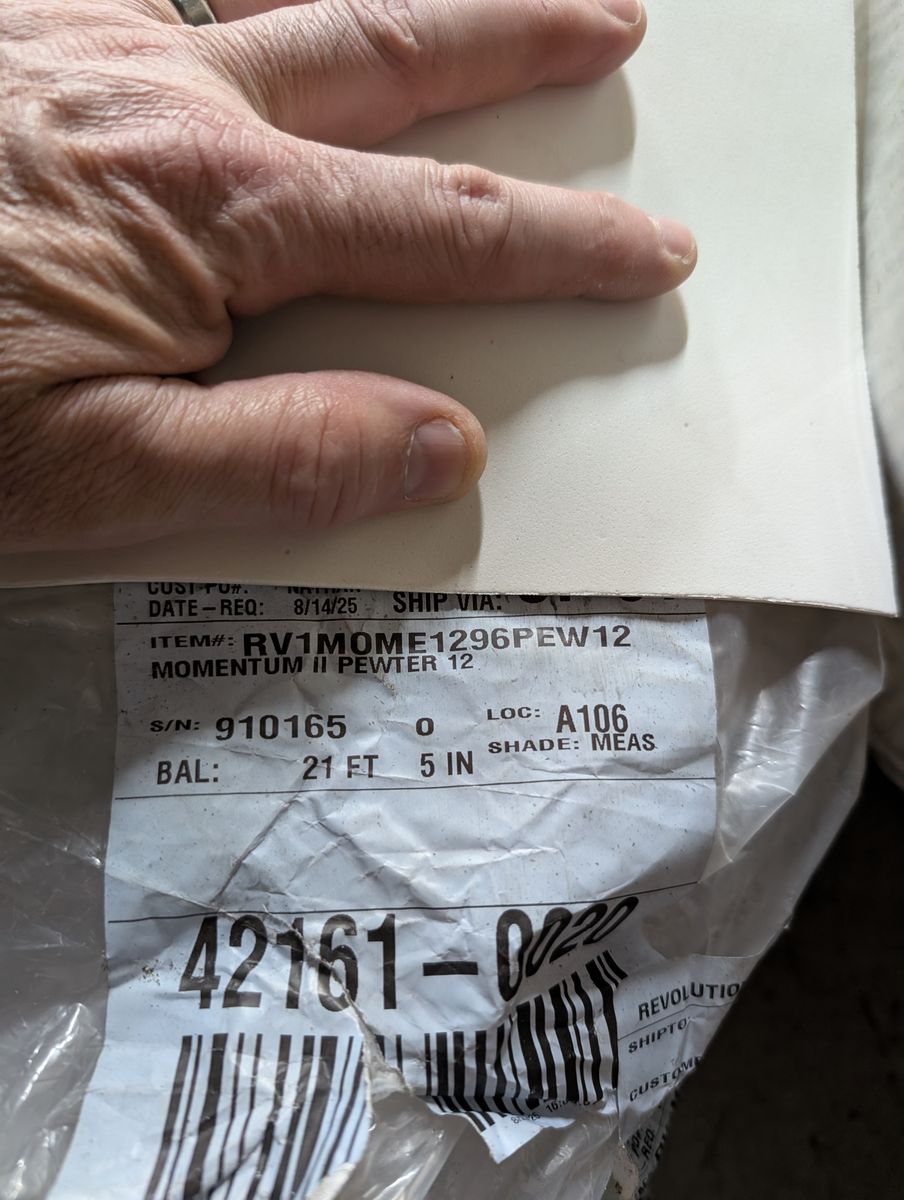 DATE-REQ: 8/14/25 SHIP VIA:
ITEM#: RV1MOME1296PEW12
MOMENTUM II PEWTER 12
S/N: 910165 0 LOC: A106
SHADE: MEAS
BAL: 21 FT 5 IN
42161-0020
REVOLUTIO
SHIPTO
CUSTOME